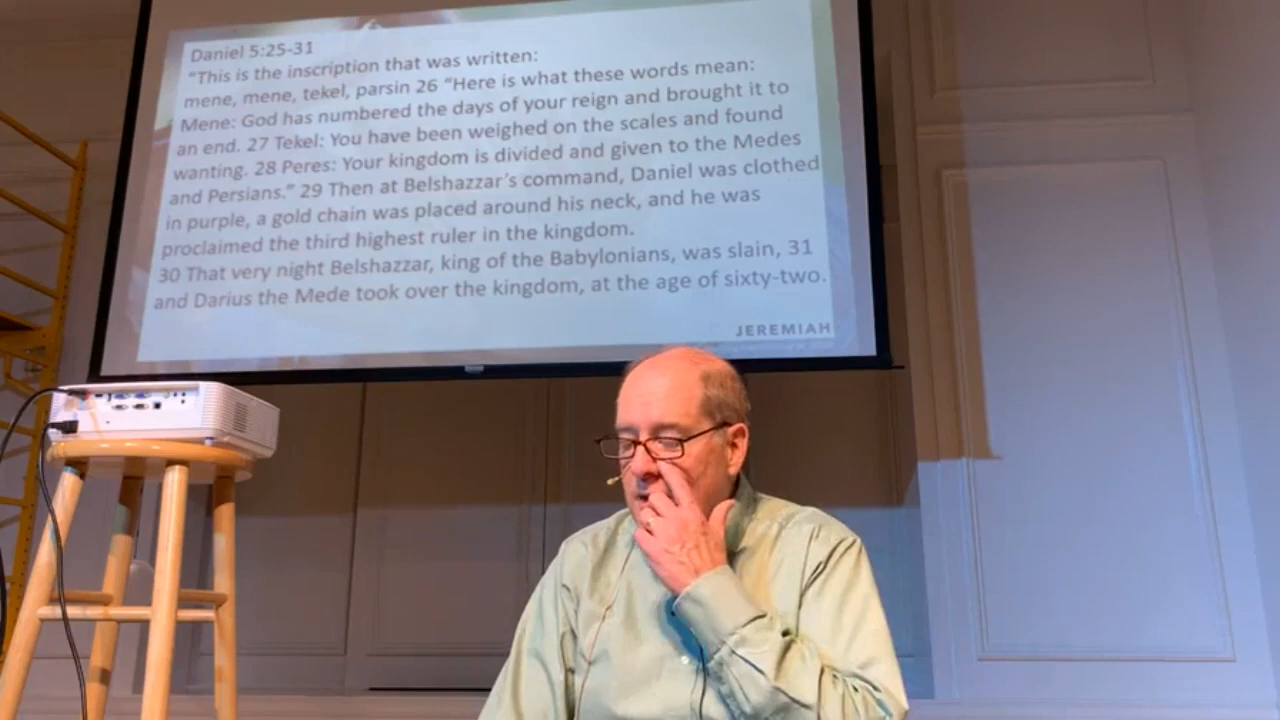 Daniel 5:25-31
“This is the inscription that was written:
mene, mene, tekel, parsin 26 “Here is what these words mean:
Mene: God has numbered the days of your reign and brought it to
an end. 27 Tekel: You have been weighed on the scales and found
wanting. 28 Peres: Your kingdom is divided and given to the Medes
and Persians.” 29 Then at Belshazzar’s command, Daniel was clothed
in purple, a gold chain was placed around his neck, and he was
proclaimed the third highest ruler in the kingdom.
30 That very night Belshazzar, king of the Babylonians, was slain, 31
and Darius the Mede took over the kingdom, at the age of sixty-two.
JEREMIAH